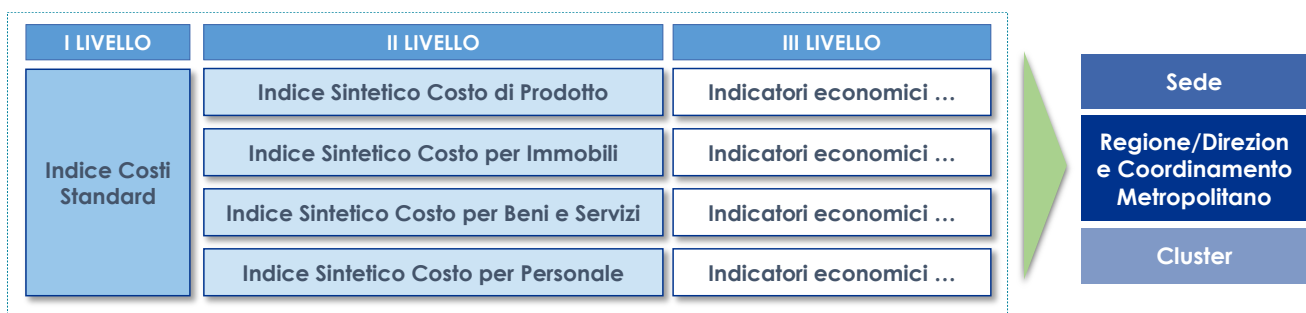 I LIVELLO
II LIVELLO
III LIVELLO
Indice Costi
Standard
Indice Sintetico Costo di Prodotto
Indicatori economici …
Indice Sintetico Costo per Immobili
Indicatori economici …
Indice Sintetico Costo per Beni e Servizi
Indicatori economici …
Indice Sintetico Costo per Personale
Indicatori economici …
Sede
Regione/Direzion
e Coordinamento
Metropolitano
Cluster